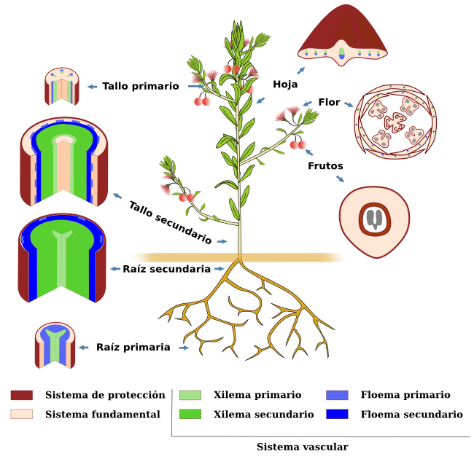 Tallo primario
Hoja
Flor
Frutos
Tallo secundario
Raíz secundaria
Raíz primaria
Sistema de protección
Xilema primario
Floema primario
Sistema fundamental
Xilema secundario
Floema secundario
Sistema vascular